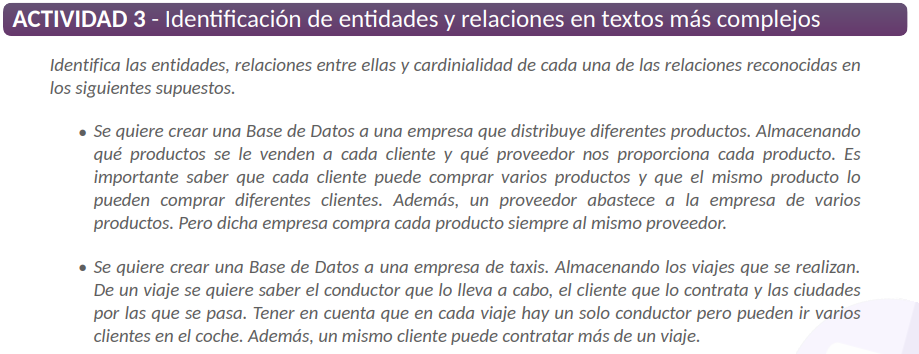 ACTIVIDAD 3 - Identificación de entidades y relaciones en textos más complejos
Identifica las entidades, relaciones entre ellas y cardinialidad de cada una de las relaciones reconocidas en
los siguientes supuestos.
• Se quiere crear una Base de Datos a una empresa que distribuye diferentes productos. Almacenando
qué productos se le venden a cada cliente y qué proveedor nos proporciona cada producto. Es
importante saber que cada cliente puede comprar varios productos y que el mismo producto lo
pueden comprar diferentes clientes. Además, un proveedor abastece a la empresa de varios
productos. Pero dicha empresa compra cada producto siempre al mismo proveedor.
• Se quiere crear una Base de Datos a una empresa de taxis. Almacenando los viajes que se realizan.
De un viaje se quiere saber el conductor que lo lleva a cabo, el cliente que lo contrata y las ciudades
por las que se pasa. Tener en cuenta que en cada viaje hay un solo conductor pero pueden ir varios
clientes en el coche. Además, un mismo cliente puede contratar más de un viaje.